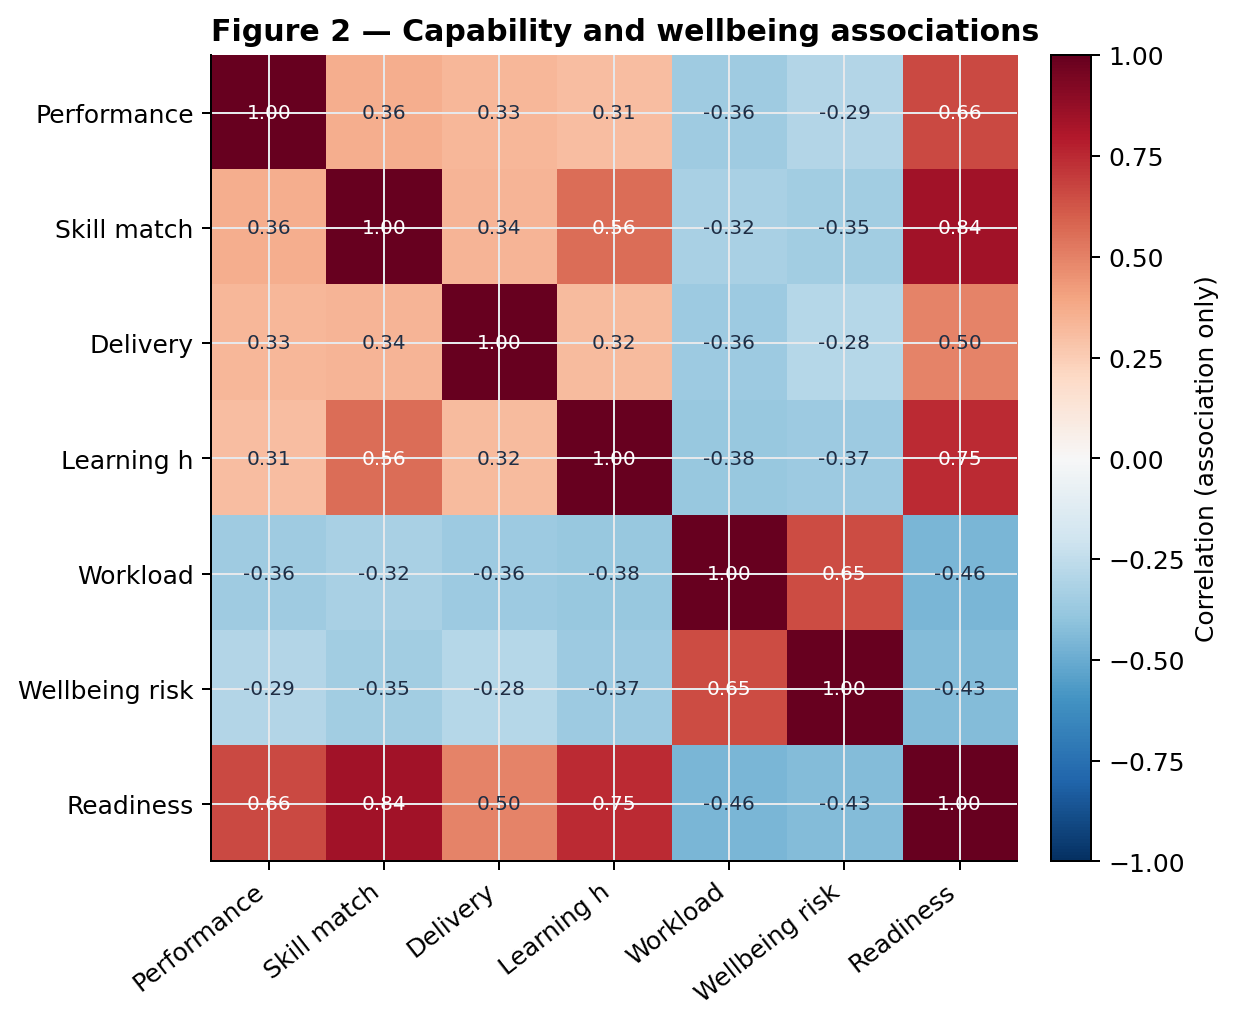 Figure 2 — Capability and wellbeing associations
Performance 1.00 0.36 0.33 0.31 -0.36 -0.29 0.66
Skill match 0.36 1.00 0.34 0.56 -0.32 -0.35 0.84
Delivery 0.33 0.34 1.00 0.32 -0.36 -0.28 0.50
Learning h 0.31 0.56 0.32 1.00 -0.38 -0.37 0.75
Workload -0.36 -0.32 -0.36 -0.38 1.00 0.65 -0.46
Wellbeing risk -0.29 -0.35 -0.28 -0.37 0.65 1.00 -0.43
Readiness 0.66 0.84 0.50 0.75 -0.46 -0.43 1.00
Performance Skill match Delivery Learning h Workload Wellbeing risk Readiness
1.00
0.75
0.50
0.25
0.00
−0.25
−0.50
−0.75
−1.00
Correlation (association only)